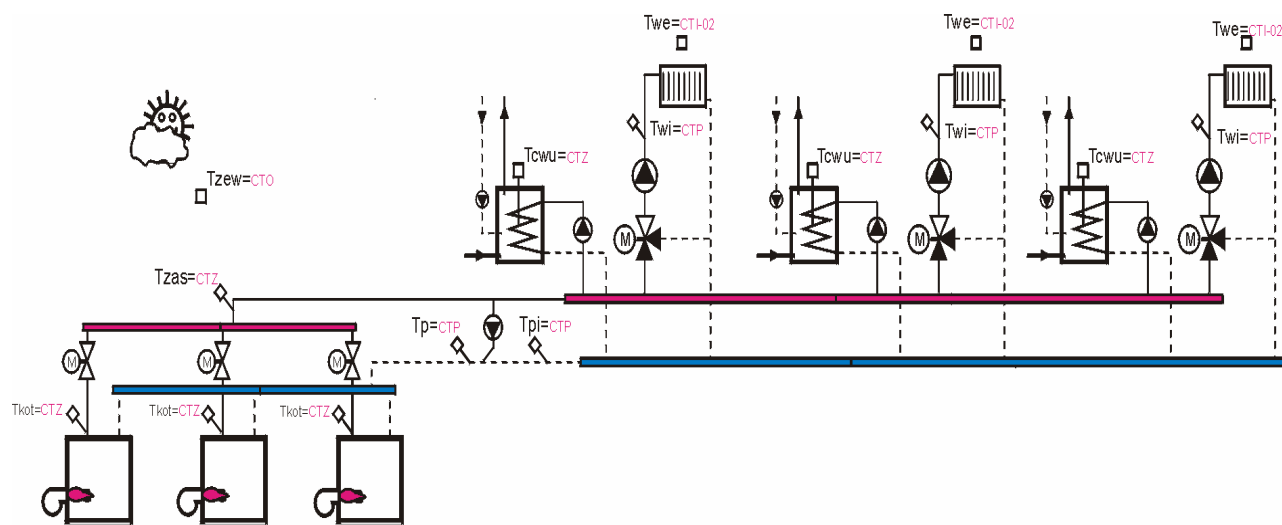 Twe=CTI-02
Twe=CTI-02
Twe=CTI-02
Twi=CTP
Twi=CTP
Twi=CTP
Tcwu=CTZ
Tcwu=CTZ
Tcwu=CTZ
Tzew=CTO
M
M
M
Tzas=CTZ
Tp=CTP
Tpi=CTP
M
M
M
Tkot=CTZ
Tkot=CTZ
Tkot=CTZ